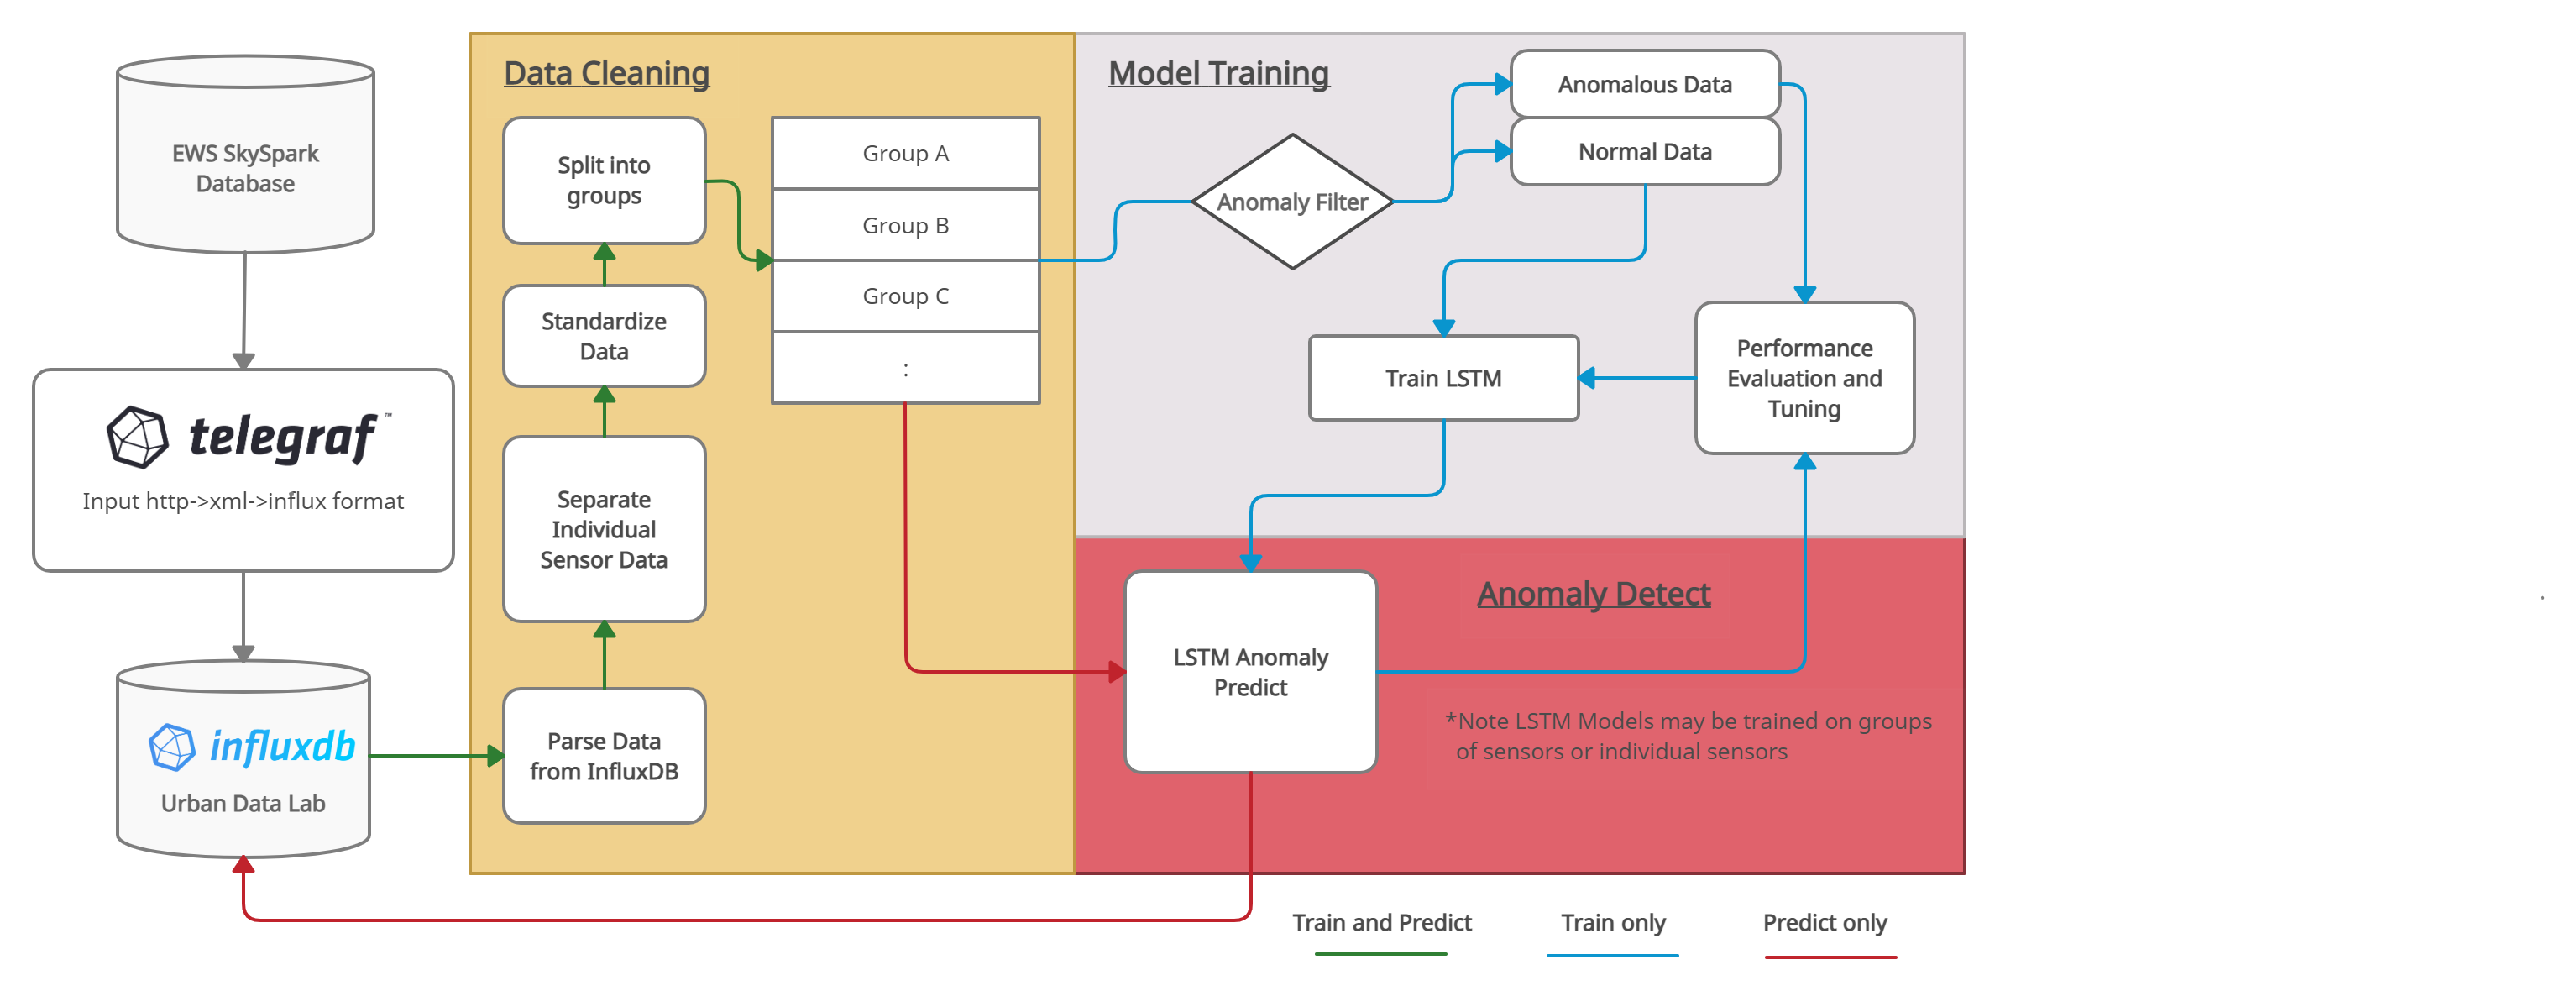 EWS SkySpark
Database
telegraf™
Input http->xml->influx format
influxdb
Urban Data Lab
Data Cleaning
Split into
groups
Standardize
Data
Separate
Individual
Sensor Data
Parse Data
from InfluxDB
Group A
Group B
Group C
:
Model Training
Anomaly Filter
Anomalous Data
Normal Data
Train LSTM
Performance
Evaluation and
Tuning
Anomaly Detect
LSTM Anomaly
Predict
*Note LSTM Models may be trained on groups
of sensors or individual sensors
Train and Predict
Train only
Predict only
.